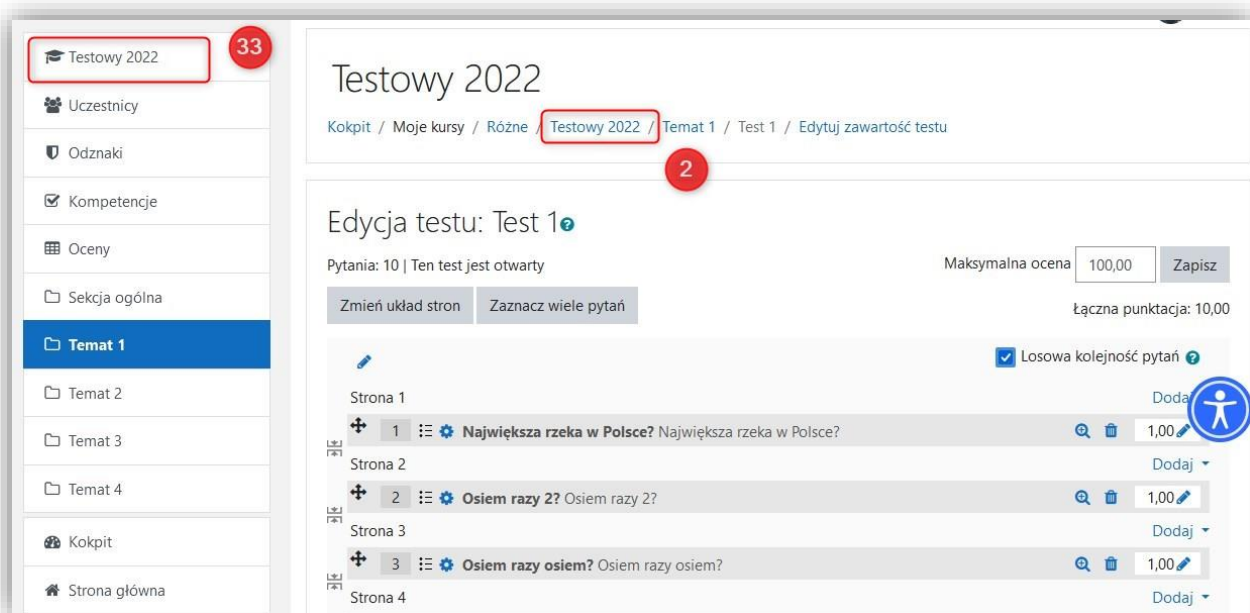 Testowy 2022
33
Uczestnicy
Odznaki
Kompetencje
Oceny
Sekcja ogólna
Temat 1
Temat 2
Temat 3
Temat 4
Kokpit
Strona główna
Testowy 2022
Kokpit / Moje kursy / Różne / Testowy 2022 / Temat 1 / Test 1 / Edytuj zawartość testu
2
Edycja testu: Test 1
Pytania: 10 | Ten test jest otwarty
Maksymalna ocena 100,00 Zapisz
Zmień układ stron Zaznacz wiele pytań
Łączna punktacja: 10,00
Losowa kolejność pytań
Strona 1 Dodaj
1 Największa rzeka w Polsce? Największa rzeka w Polsce? 1,00
Strona 2 Dodaj
2 Osiem razy 2? Osiem razy 2? 1,00
Strona 3 Dodaj
3 Osiem razy osiem? Osiem razy osiem? 1,00
Strona 4 Dodaj